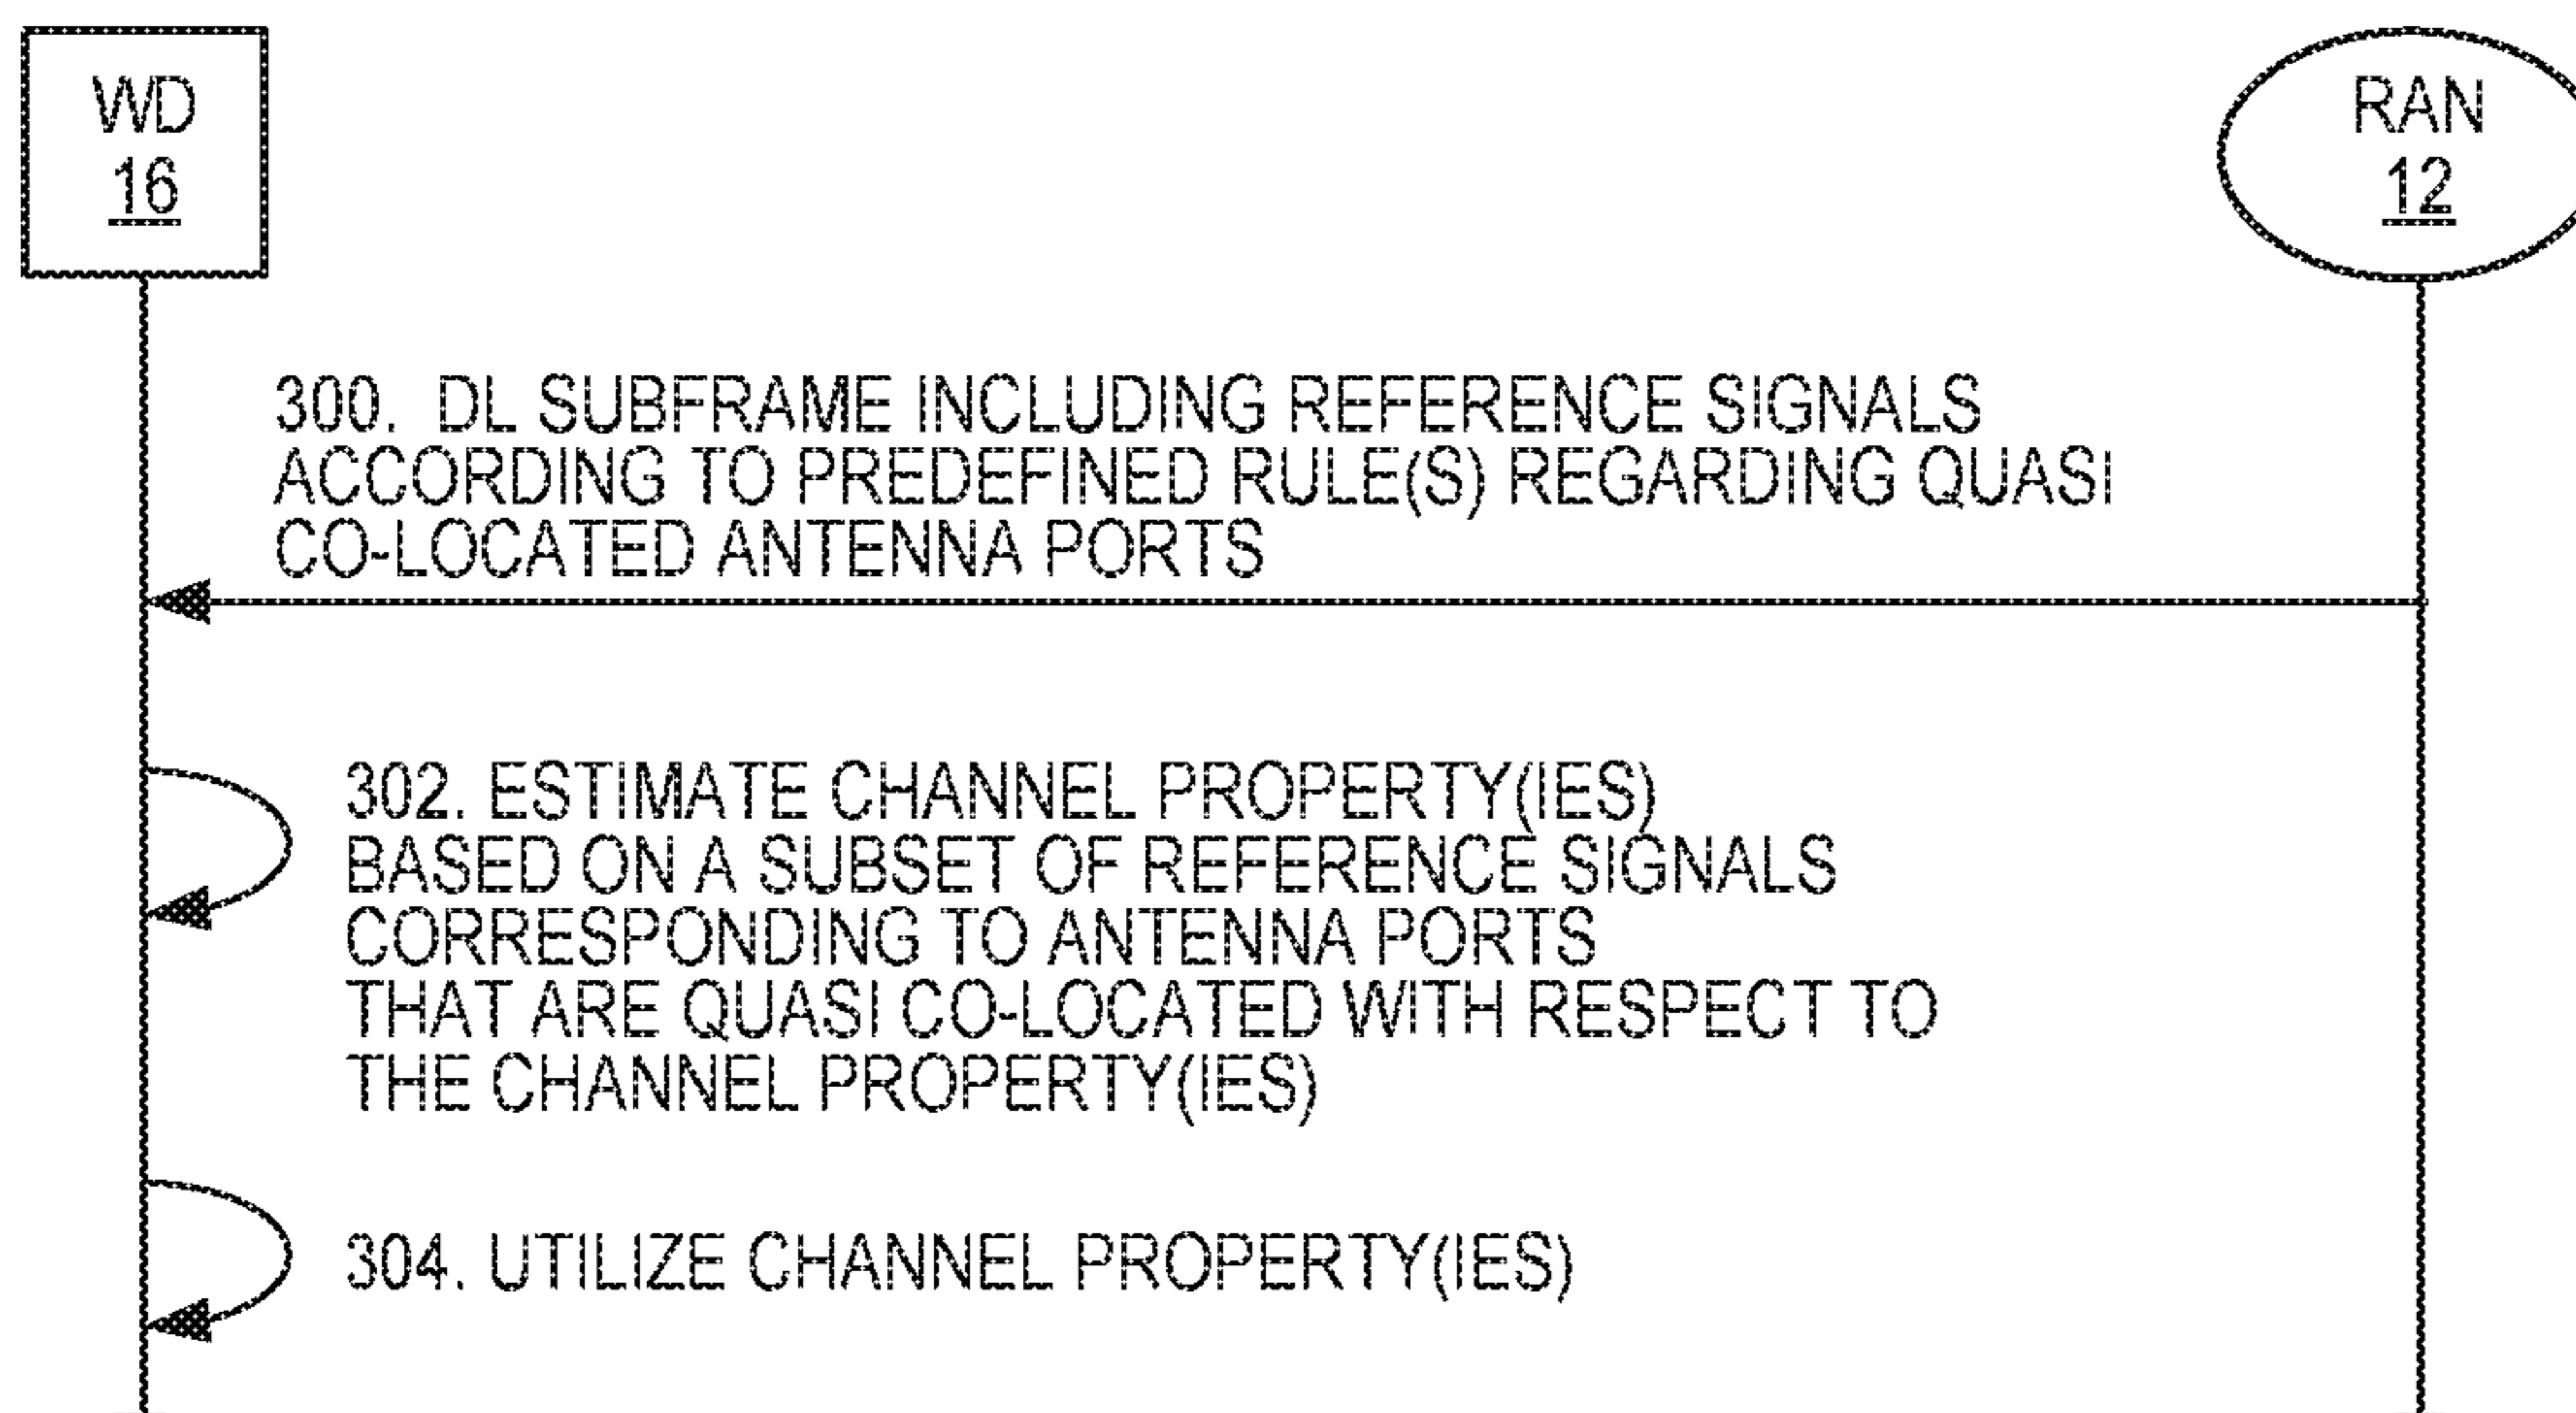 WD
16
RAN
12
300. DL SUBFRAME INCLUDING REFERENCE SIGNALS
ACCORDING TO PREDEFINED RULE(S) REGARDING QUASI
CO-LOCATED ANTENNA PORTS
302. ESTIMATE CHANNEL PROPERTY(IES)
BASED ON A SUBSET OF REFERENCE SIGNALS
CORRESPONDING TO ANTENNA PORTS
THAT ARE QUASI CO-LOCATED WITH RESPECT TO
THE CHANNEL PROPERTY(IES)
304. UTILIZE CHANNEL PROPERTY(IES)